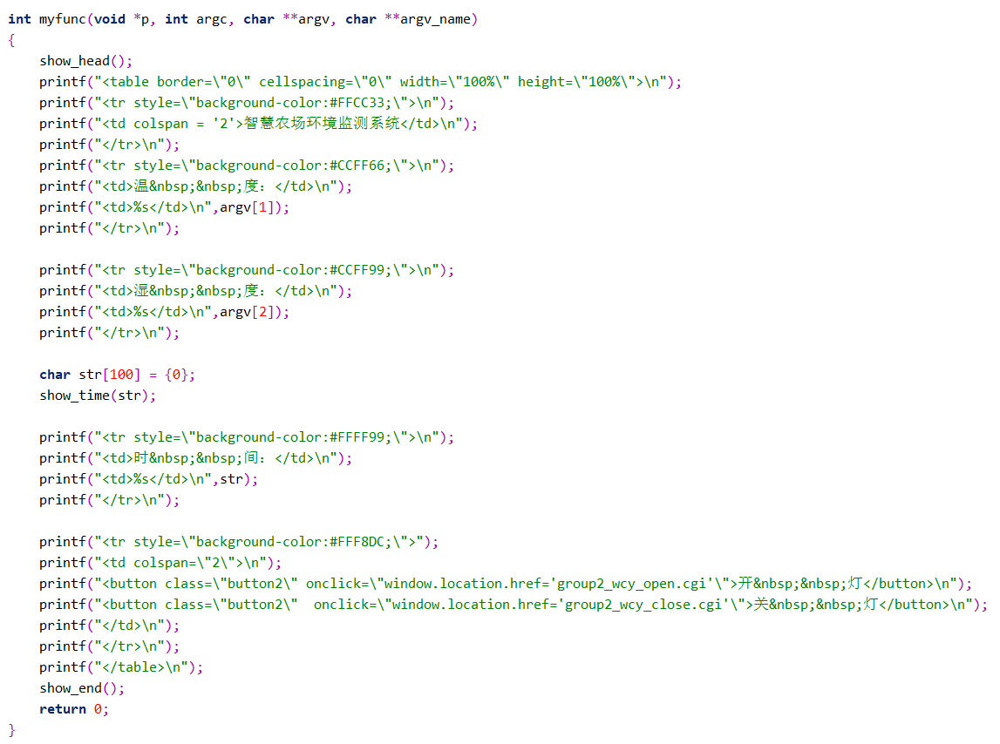 int myfunc(void *p, int argc, char **argv, char **argv_name)
{
    show_head();
    printf("<table border=\"0\" cellspacing=\"0\" width=\"100%\" height=\"100%\">\n");
    printf("<tr style=\"background-color:#FFCC33;\">\n");
    printf("<td colspan = '2'>智慧农场环境监测系统</td>\n");
    printf("</tr>\n");
    printf("<tr style=\"background-color:#CCFF66;\">\n");
    printf("<td>温&nbsp;&nbsp;度：</td>\n");
    printf("<td>%s</td>\n",argv[1]);
    printf("</tr>\n");

    printf("<tr style=\"background-color:#CCFF99;\">\n");
    printf("<td>湿&nbsp;&nbsp;度：</td>\n");
    printf("<td>%s</td>\n",argv[2]);
    printf("</tr>\n");

    char str[100] = {0};
    show_time(str);

    printf("<tr style=\"background-color:#FFFF99;\">\n");
    printf("<td>时&nbsp;&nbsp;间：</td>\n");
    printf("<td>%s</td>\n",str);
    printf("</tr>\n");

    printf("<tr style=\"background-color:#FFF8DC;\">");
    printf("<td colspan=\"2\">\n");
    printf("<button class=\"button2\" onclick=\"window.location.href='group2_wcy_open.cgi'\">开&nbsp;&nbsp;灯</button>\n");
    printf("<button class=\"button2\"  onclick=\"window.location.href='group2_wcy_close.cgi'\">关&nbsp;&nbsp;灯</button>\n");
    printf("</td>\n");
    printf("</tr>\n");
    printf("</table>\n");
    show_end();
    return 0;
}